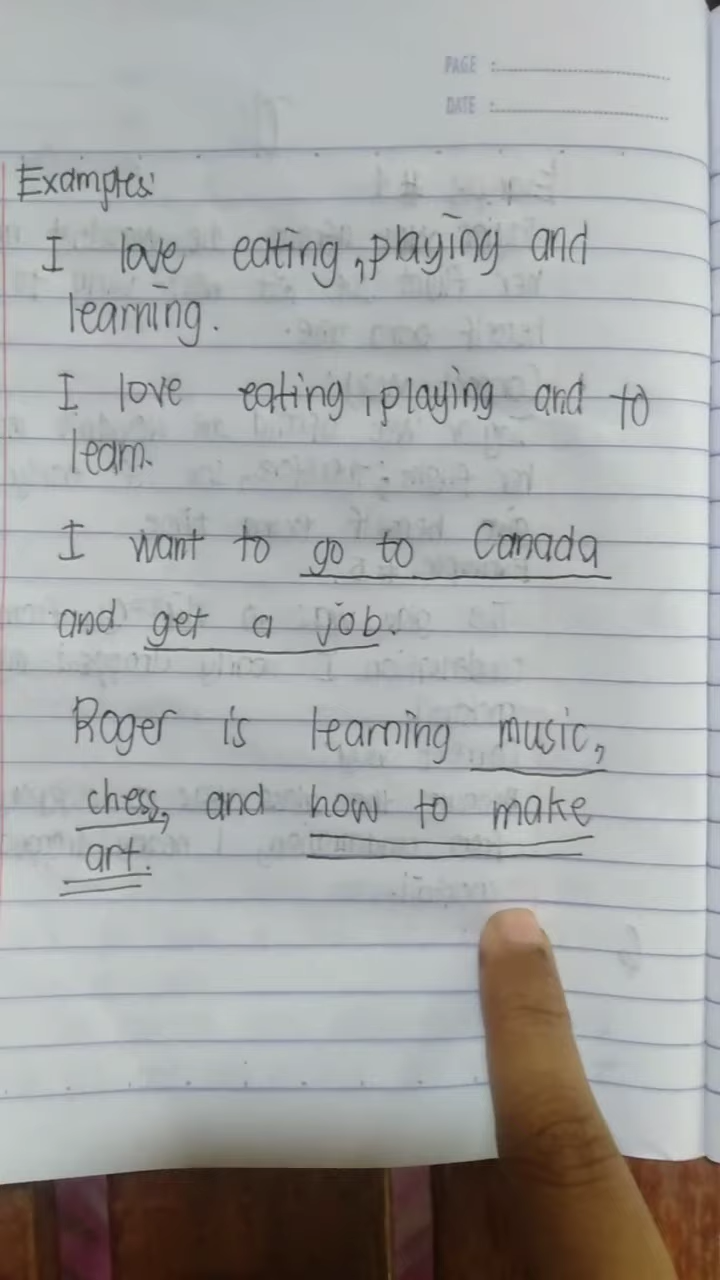 PAGE :
DATE :
Examples:
I love eating, playing and
learning.
I love eating, playing and to
learn.
I want to go to Canada
and get a job.
Roger is learning music,
chess, and how to make
art.